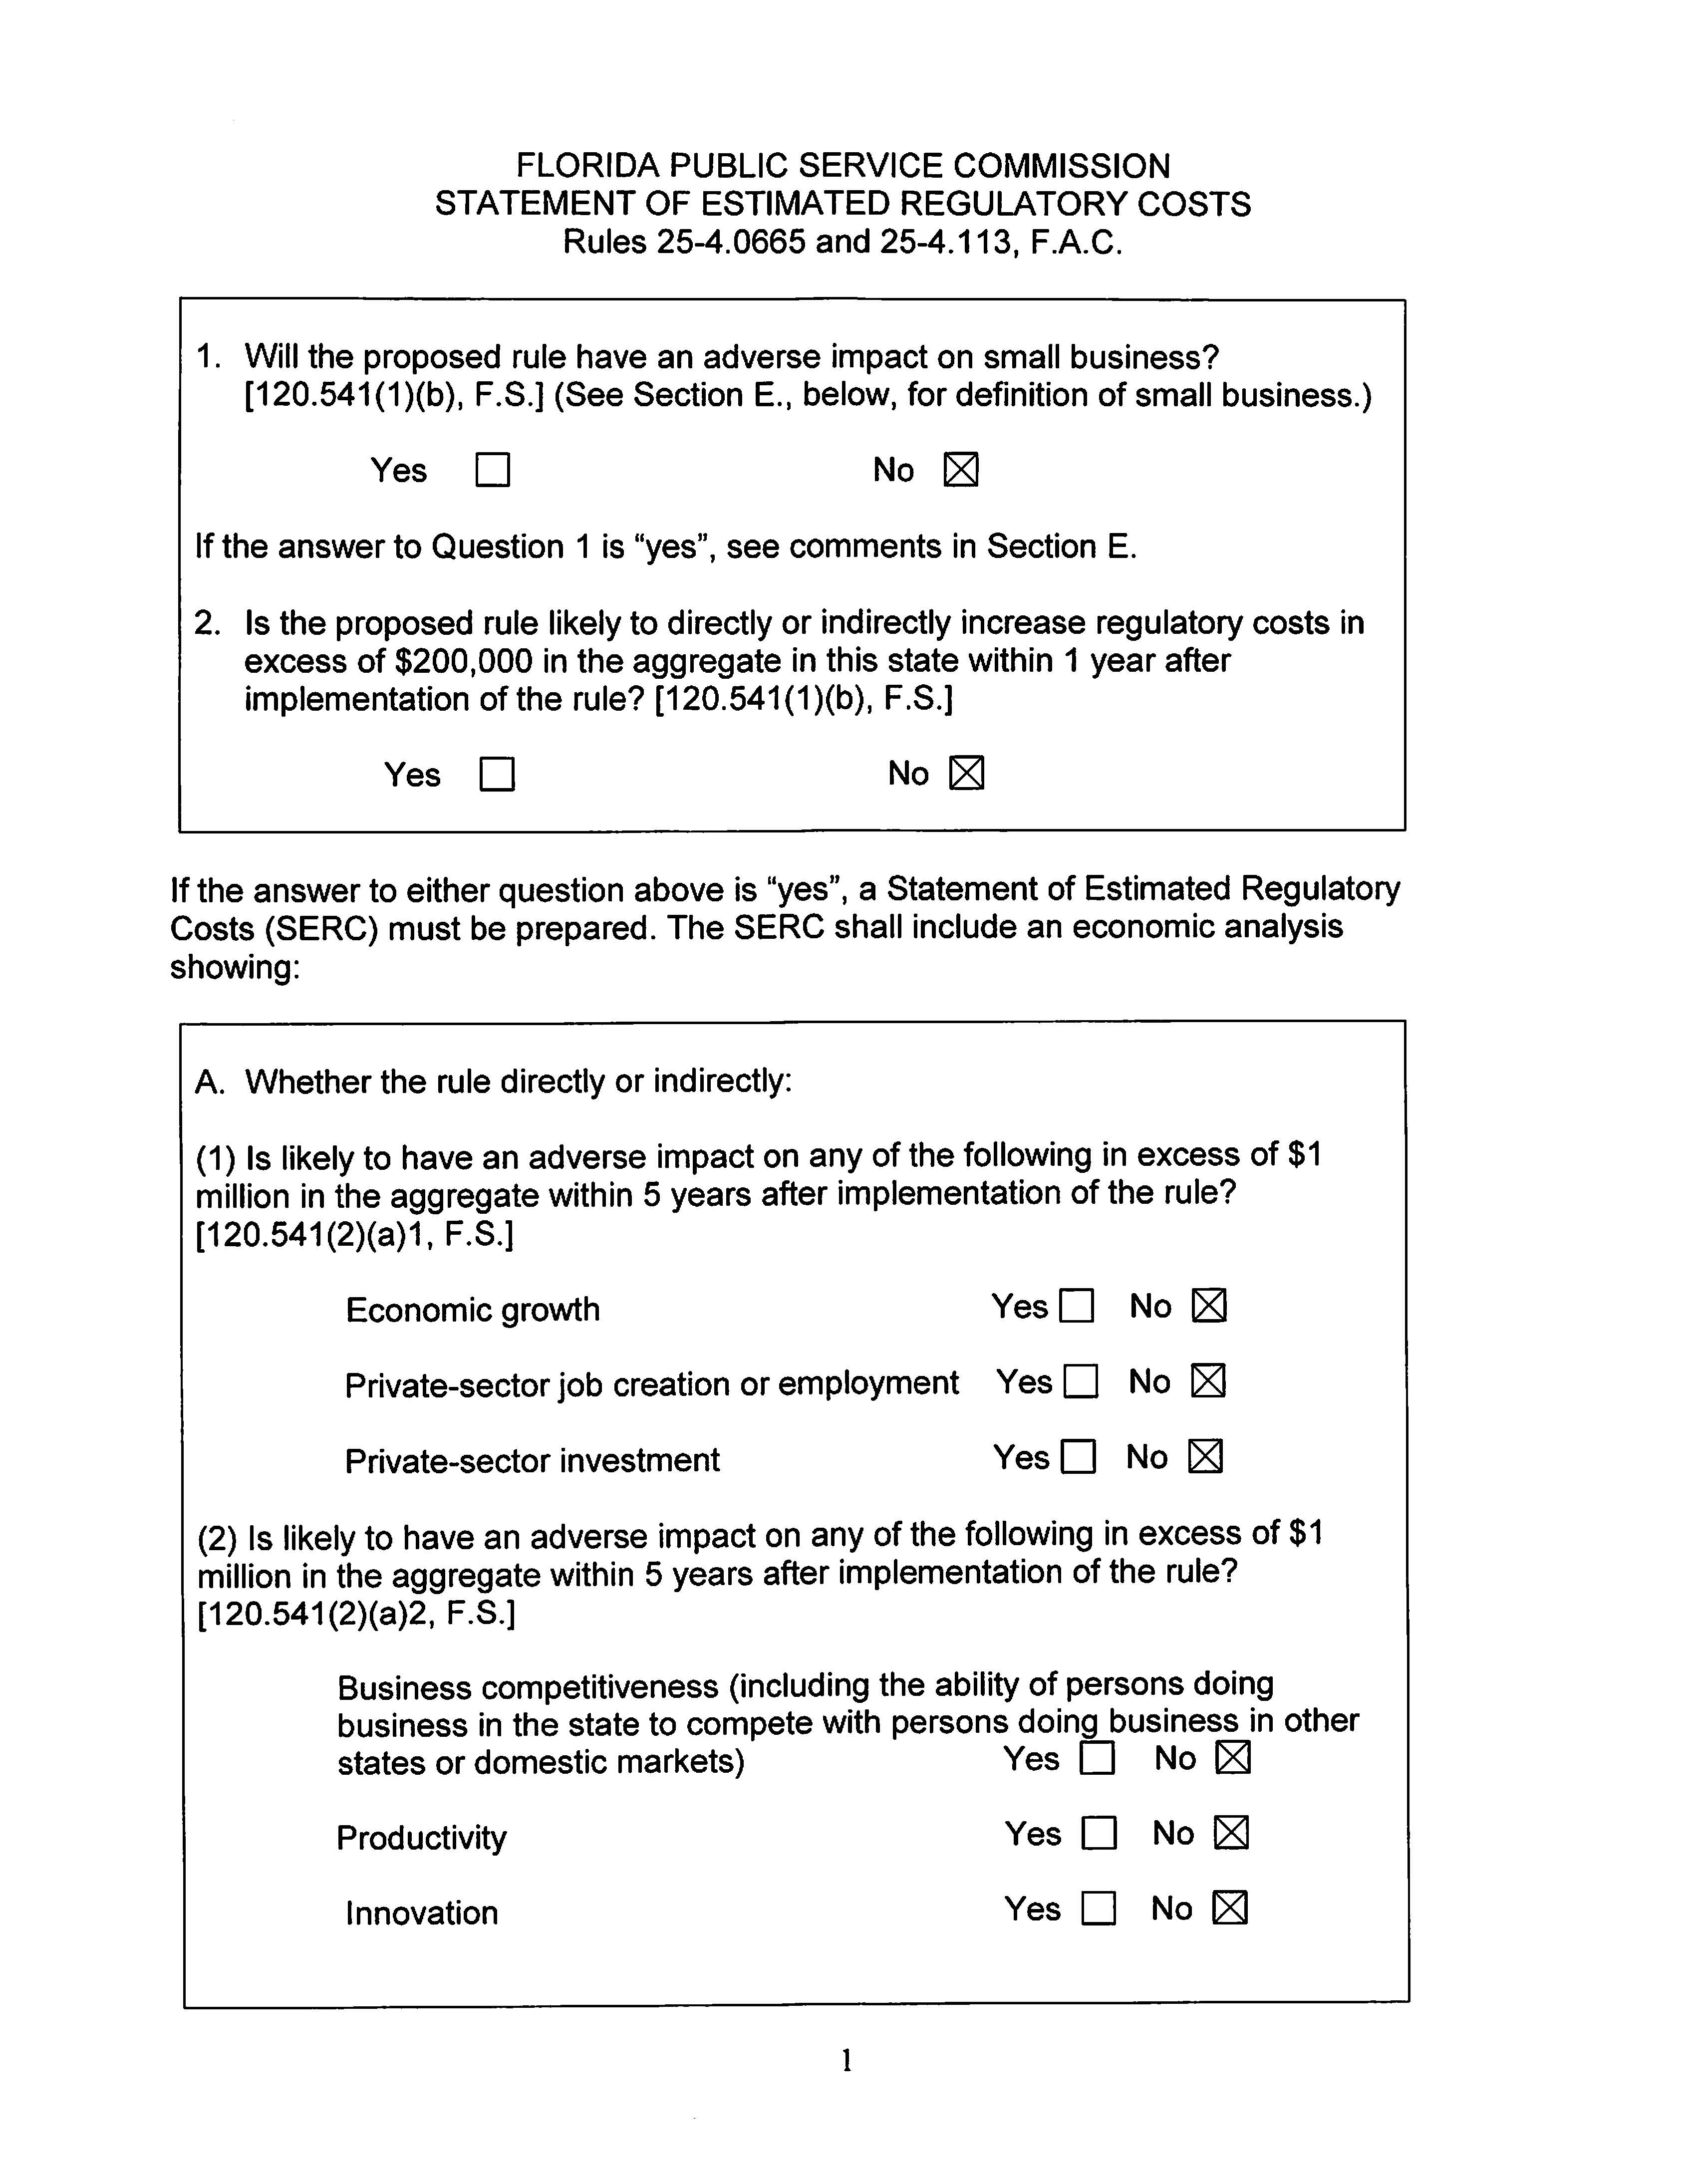 FLORIDA PUBLIC SERVICE COMMISSION
STATEMENT OF ESTIMATED REGULATORY COSTS
Rules 25-4.0665 and 25-4.113, F.A.C.
1. Will the proposed rule have an adverse impact on small business?
[120.541(1)(b), F.S.] (See Section E., below, for definition of small business.)
Yes ☐ No ☒
If the answer to Question 1 is “yes”, see comments in Section E.
2. Is the proposed rule likely to directly or indirectly increase regulatory costs in
excess of $200,000 in the aggregate in this state within 1 year after
implementation of the rule? [120.541(1)(b), F.S.]
Yes ☐ No ☒
If the answer to either question above is “yes”, a Statement of Estimated Regulatory
Costs (SERC) must be prepared. The SERC shall include an economic analysis
showing:
A. Whether the rule directly or indirectly:
(1) Is likely to have an adverse impact on any of the following in excess of $1
million in the aggregate within 5 years after implementation of the rule?
[120.541(2)(a)1, F.S.]
Economic growth Yes ☐ No ☒
Private-sector job creation or employment Yes ☐ No ☒
Private-sector investment Yes ☐ No ☒
(2) Is likely to have an adverse impact on any of the following in excess of $1
million in the aggregate within 5 years after implementation of the rule?
[120.541(2)(a)2, F.S.]
Business competitiveness (including the ability of persons doing
business in the state to compete with persons doing business in other
states or domestic markets) Yes ☐ No ☒
Productivity Yes ☐ No ☒
Innovation Yes ☐ No ☒
1